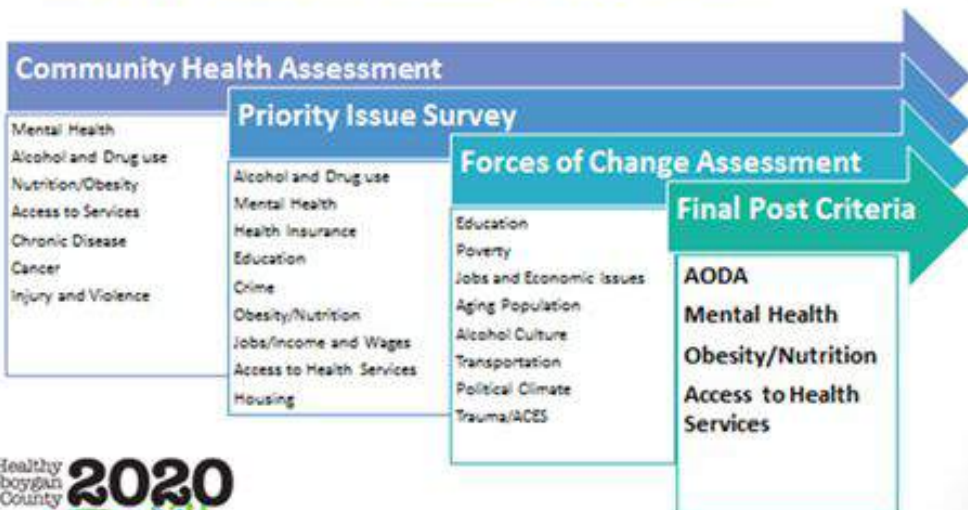 Community Health Assessment
Mental Health
Alcohol and Drug use
Nutrition/Obesity
Access to Services
Chronic Disease
Cancer
Injury and Violence
Priority Issue Survey
Alcohol and Drug use
Mental Health
Health Insurance
Education
Crime
Obesity/Nutrition
Jobs/Income and Wages
Access to Health Services
Housing
Forces of Change Assessment
Education
Poverty
Jobs and Economic Issues
Aging Population
Alcohol Culture
Transportation
Political Climate
Trauma/ACES
Final Post Criteria
AODA
Mental Health
Obesity/Nutrition
Access to Health
Services
Healthy
boygan
County
2020